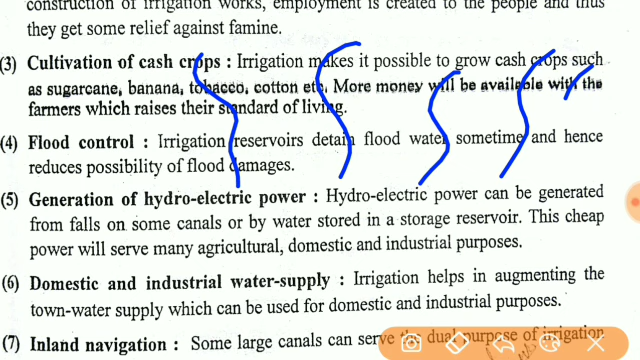 construction of irrigation works, employment is created to the people and thus
they get some relief against famine.
(3) Cultivation of cash crops : Irrigation makes it possible to grow cash crops such
as sugarcane, banana, tobacco, cotton etc. More money will be available with the
farmers which raises their standard of living.
(4) Flood control : Irrigation reservoirs detain flood water sometime and hence
reduces possibility of flood damages.
(5) Generation of hydro-electric power : Hydro-electric power can be generated
from falls on some canals or by water stored in a storage reservoir. This cheap
power will serve many agricultural, domestic and industrial purposes.
(6) Domestic and industrial water-supply : Irrigation helps in augmenting the
town-water supply which can be used for domestic and industrial purposes.
(7) Inland navigation : Some large canals can serve the dual purpose of irrigation